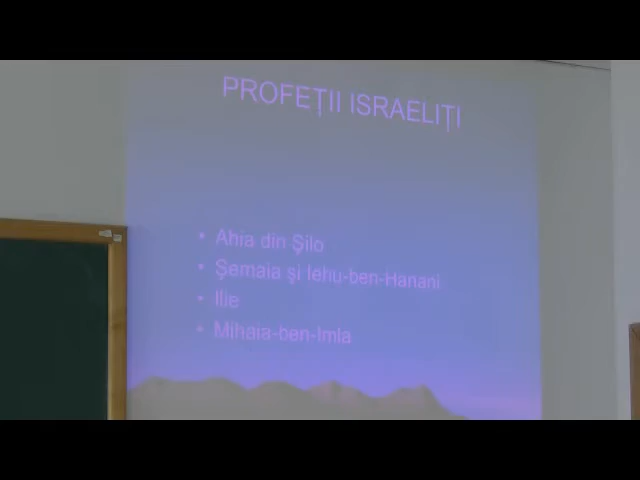 PROFEȚII ISRAELIȚI
• Ahia din Şilo
• Şemaia şi Iehu-ben-Hanani
• Ilie
• Mihaia-ben-Imla